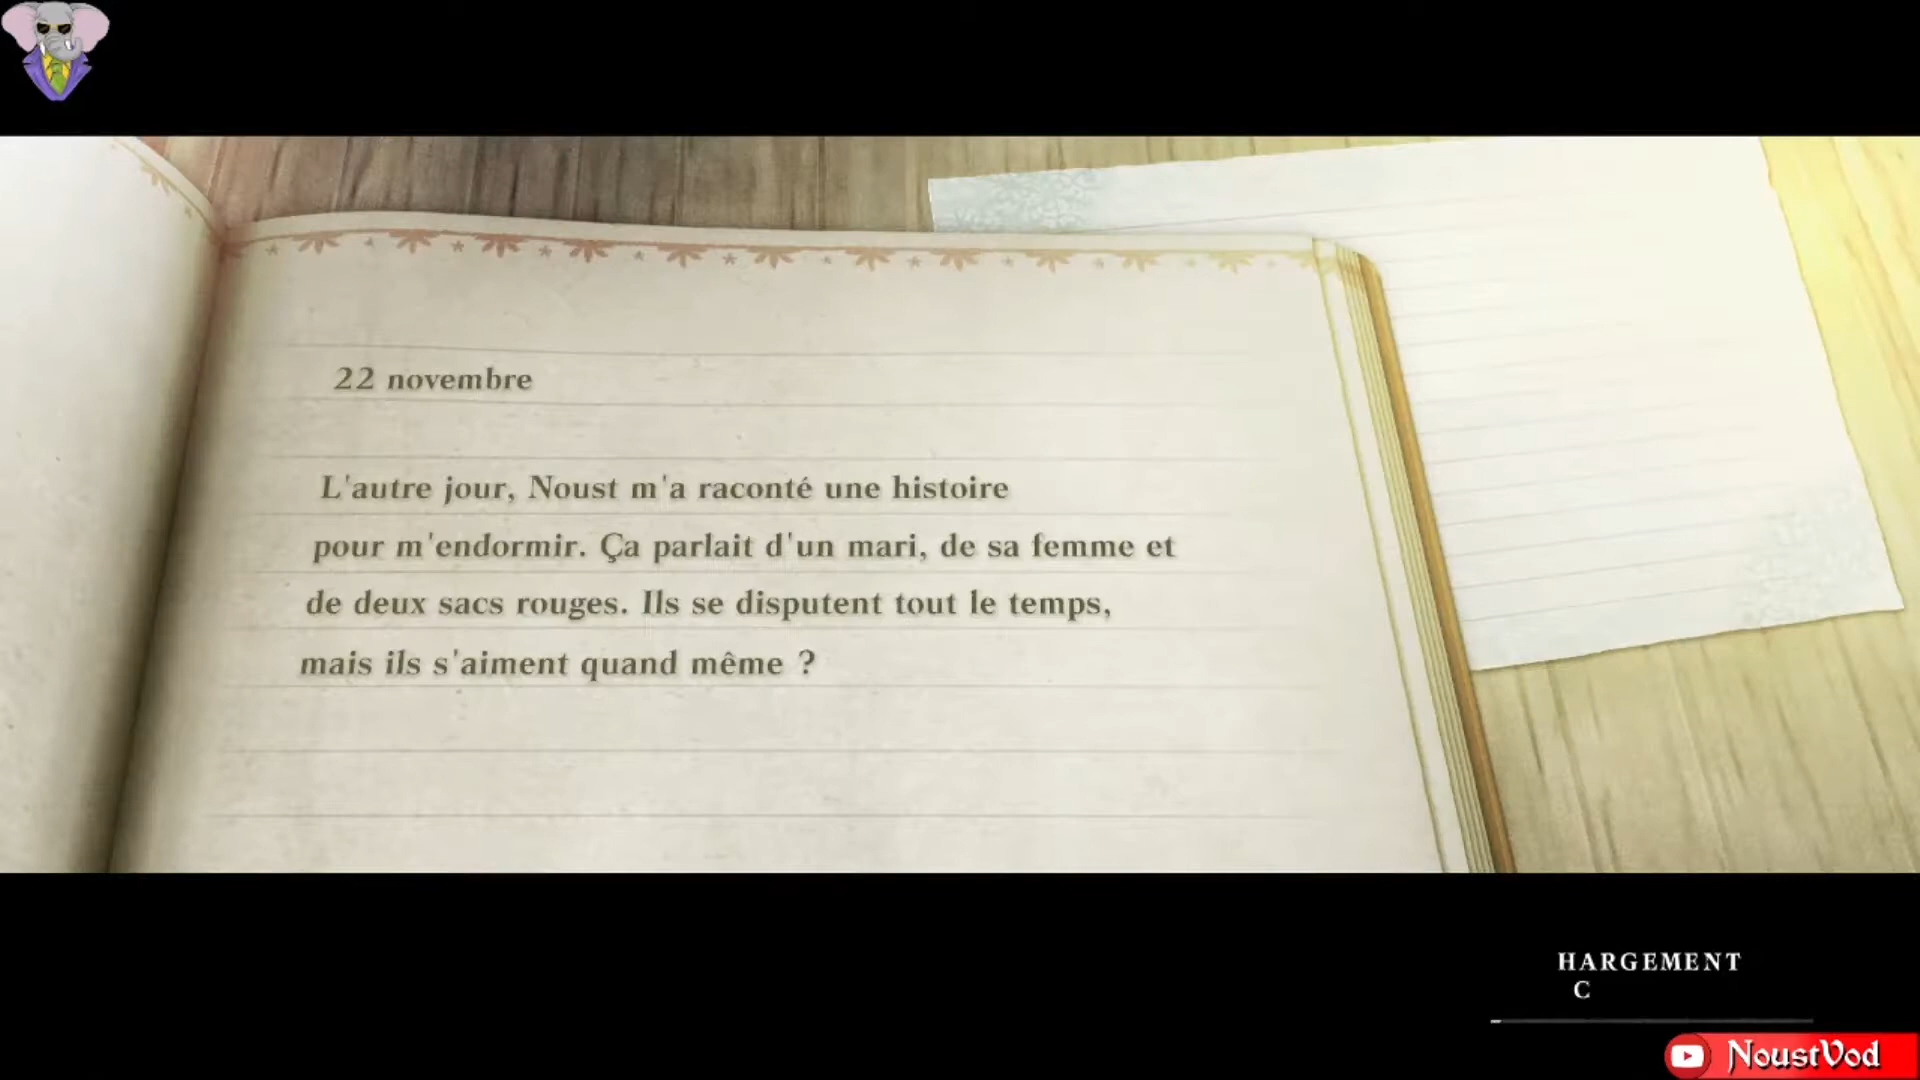 22 novembre
L'autre jour, Noust m'a raconté une histoire
pour m'endormir. Ça parlait d'un mari, de sa femme et
de deux sacs rouges. Ils se disputent tout le temps,
mais ils s'aiment quand même ?
HARGEMENT
C
NoustVod